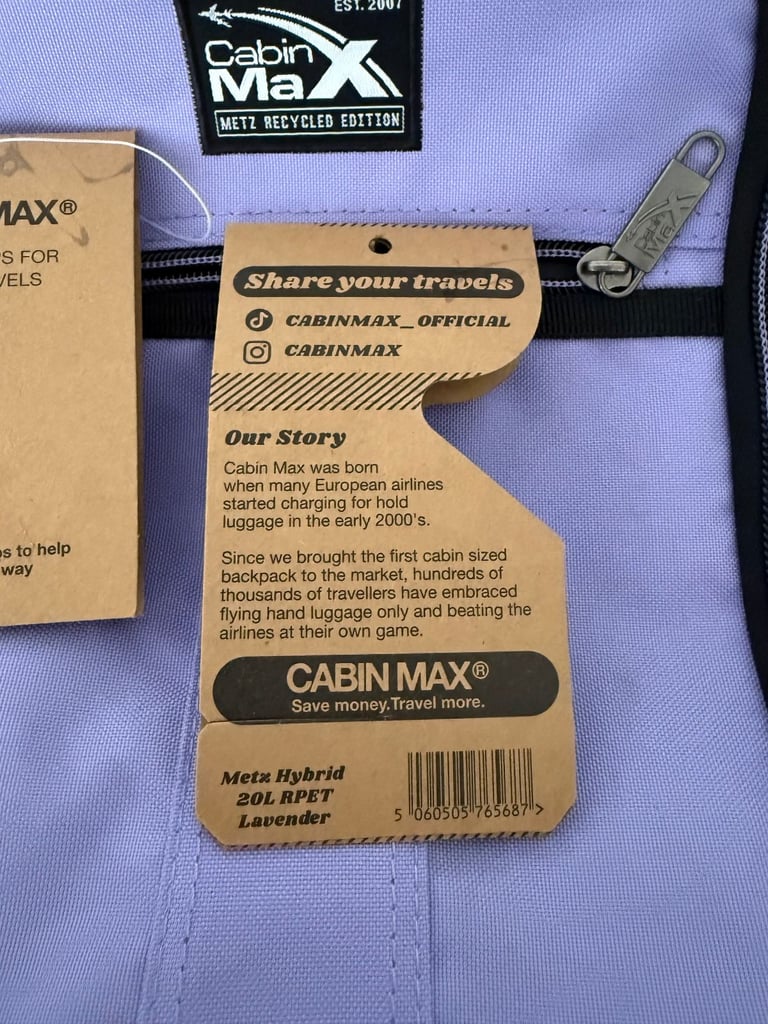 EST. 2007
Cabin
MaX
METZ RECYCLED EDITION
MAX®
PS FOR
VELS
ps to help
way
Cabin
MaX
Share your travels
CABINMAX_OFFICIAL
CABINMAX
Our Story
Cabin Max was born
when many European airlines
started charging for hold
luggage in the early 2000's.
Since we brought the first cabin sized
backpack to the market, hundreds of
thousands of travellers have embraced
flying hand luggage only and beating the
airlines at their own game.
CABIN MAX®
Save money.Travel more.
Metz Hybrid
20L RPET
Lavender
5 060505 765687 >